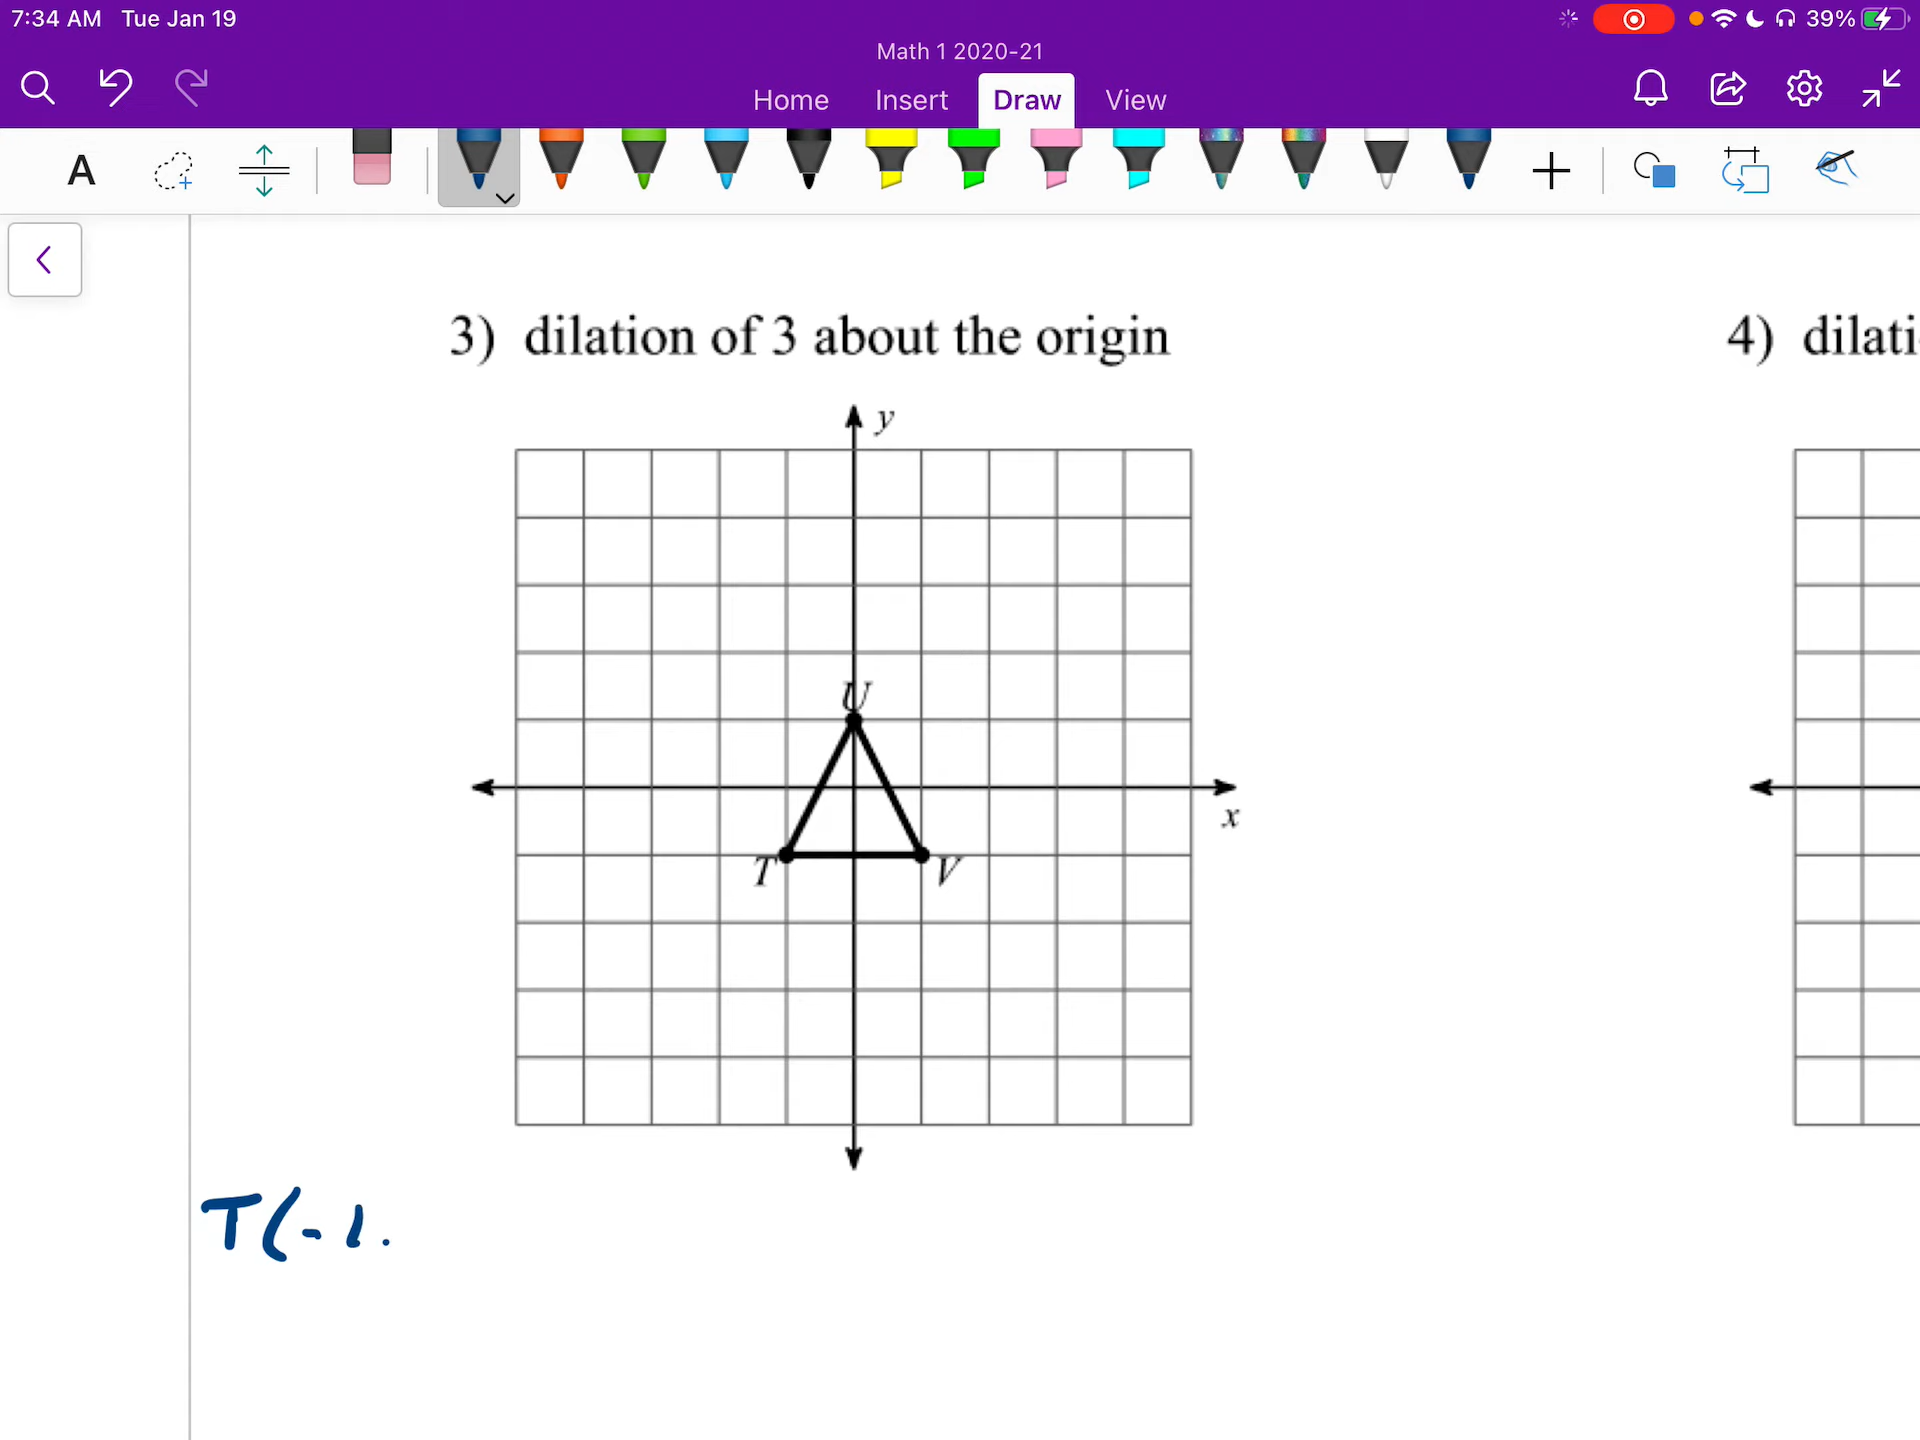 7:34 AM Tue Jan 19
39%
Math 1 2020-21
Home Insert Draw View
A
3) dilation of 3 about the origin
4) dilati
y
U
x
T V
T(-1.